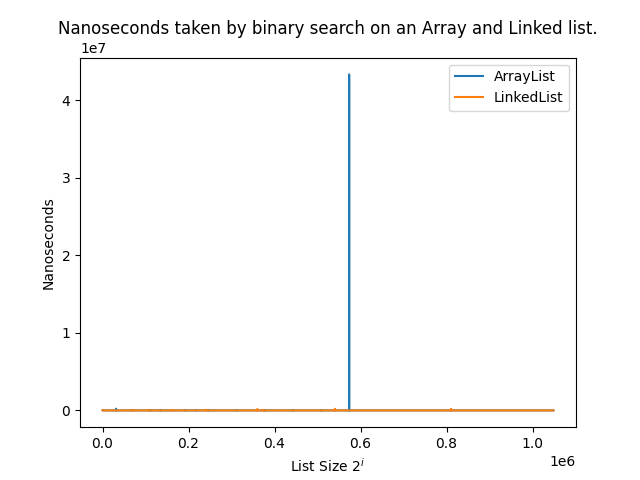 Nanoseconds taken by binary search on an Array and Linked list.
1e7
ArrayList
LinkedList
4
3
2
1
0
Nanoseconds
0.0 0.2 0.4 0.6 0.8 1.0
1e6
List Size 2^i